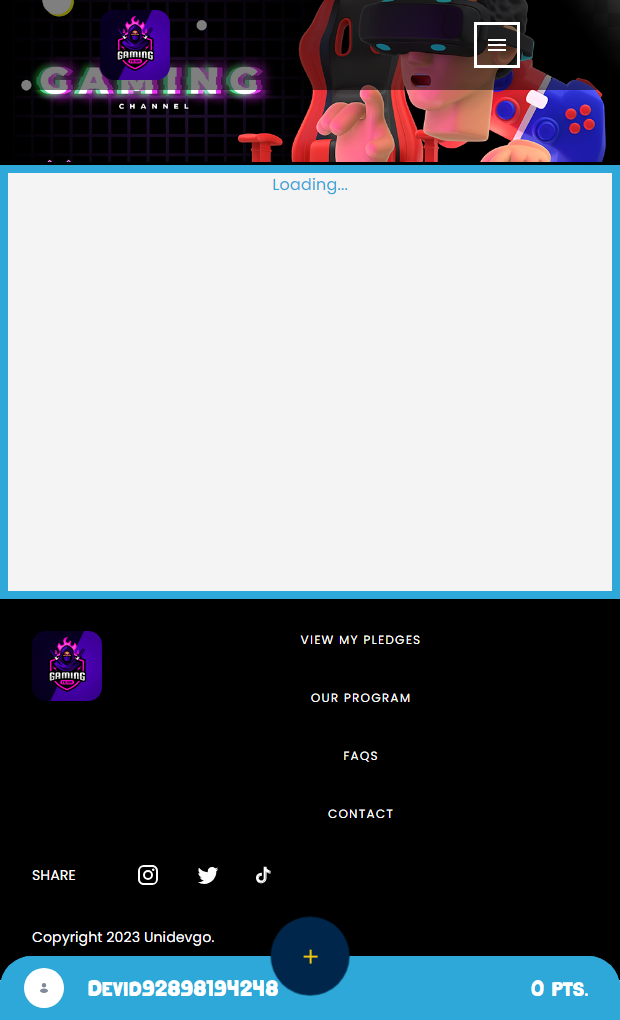 GAMING
GAMING
CHANNEL
Loading...
VIEW MY PLEDGES
GAMING
OUR PROGRAM
FAQS
CONTACT
SHARE
Copyright 2023 Unidevgo.
+
Devid92898194248
0 PTS.